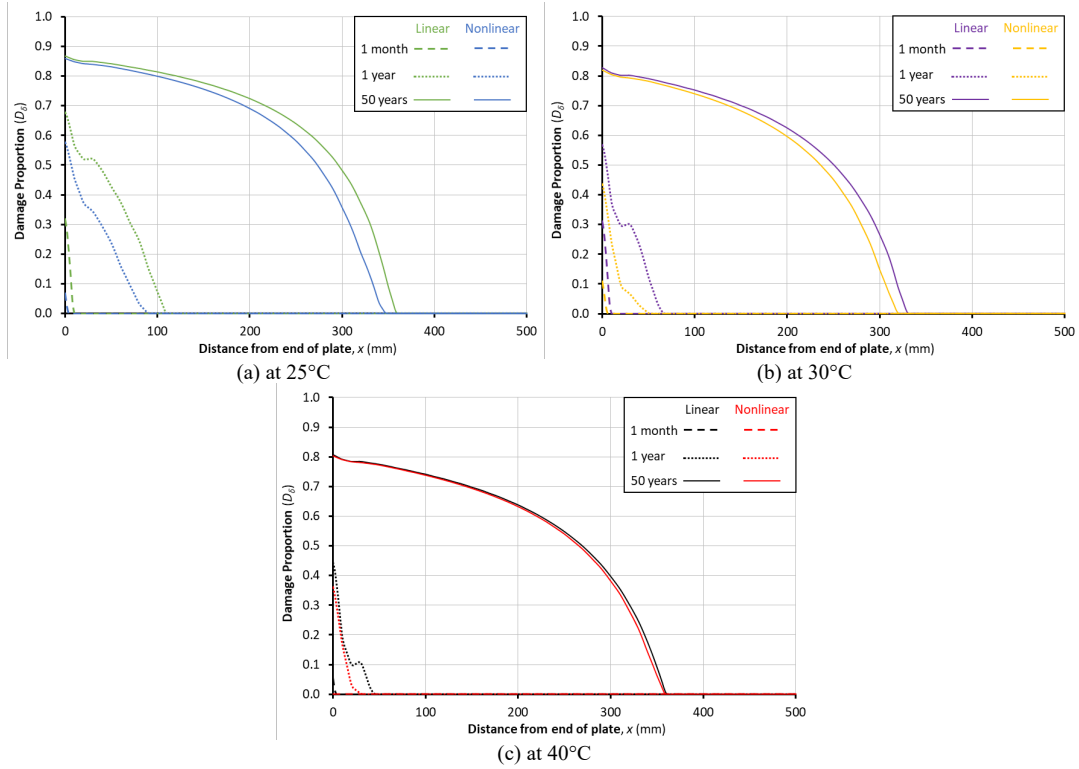 Linear Nonlinear
1 month
1 year
50 years
1.0
0.9
0.8
0.7
0.6
0.5
0.4
0.3
0.2
0.1
0.0
Damage Proportion (Dδ)
0 100 200 300 400 500
Distance from end of plate, x (mm)
(a) at 25°C
Linear Nonlinear
1 month
1 year
50 years
1.0
0.9
0.8
0.7
0.6
0.5
0.4
0.3
0.2
0.1
0.0
Damage Proportion (Dδ)
0 100 200 300 400 500
Distance from end of plate, x (mm)
(b) at 30°C
Linear Nonlinear
1 month
1 year
50 years
1.0
0.9
0.8
0.7
0.6
0.5
0.4
0.3
0.2
0.1
0.0
Damage Proportion (Dδ)
0 100 200 300 400 500
Distance from end of plate, x (mm)
(c) at 40°C